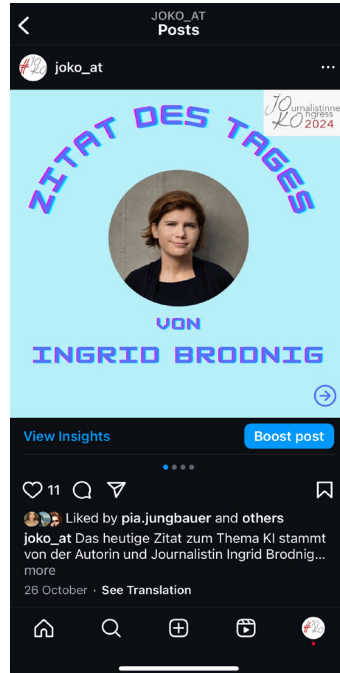 JOKO_AT
Posts
joko_at
JOurnalistinnen
KOngress
2024
ZITAT DES TAGES
VON
INGRID BRODNIG
View Insights
Boost post
11
Liked by pia.jungbauer and others
joko_at Das heutige Zitat zum Thema KI stammt
von der Autorin und Journalistin Ingrid Brodnig...
more
26 October · See Translation